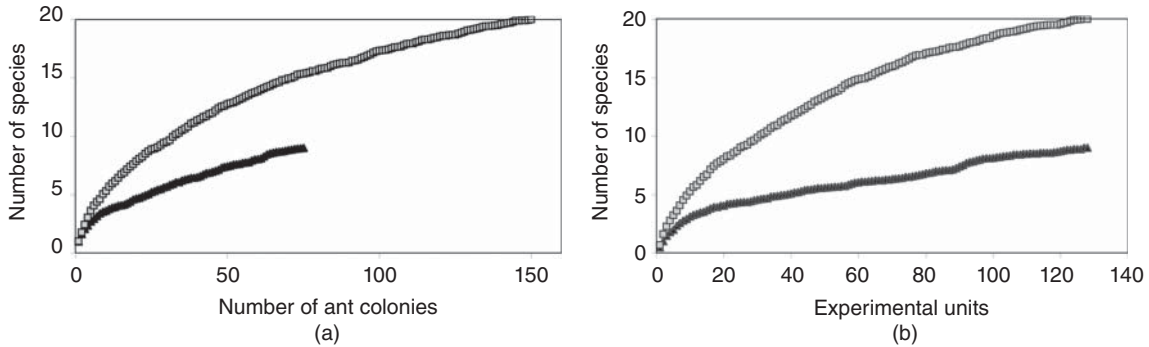 Number of species
20
15
10
5
0
0 50 100 150
Number of ant colonies
(a)
Number of species
20
15
10
5
0
0 20 40 60 80 100 120 140
Experimental units
(b)